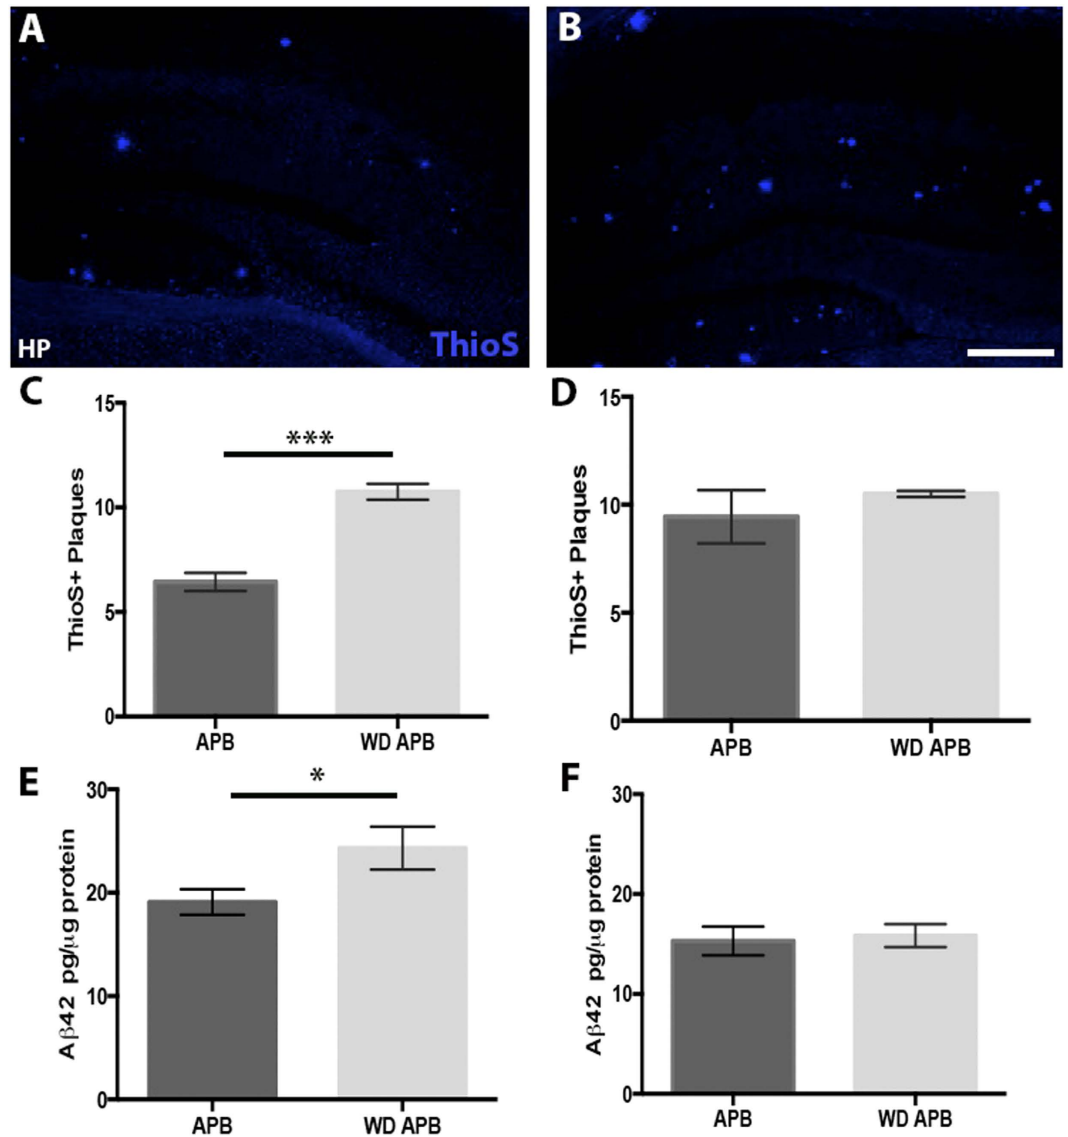 A
B
HP
ThioS
C
D
15
10
5
0
ThioS+ Plaques
***
APB
WD APB
15
10
5
0
ThioS+ Plaques
APB
WD APB
E
F
30
20
10
0
Aβ42 pg/μg protein
*
APB
WD APB
30
20
10
0
Aβ42 pg/μg protein
APB
WD APB